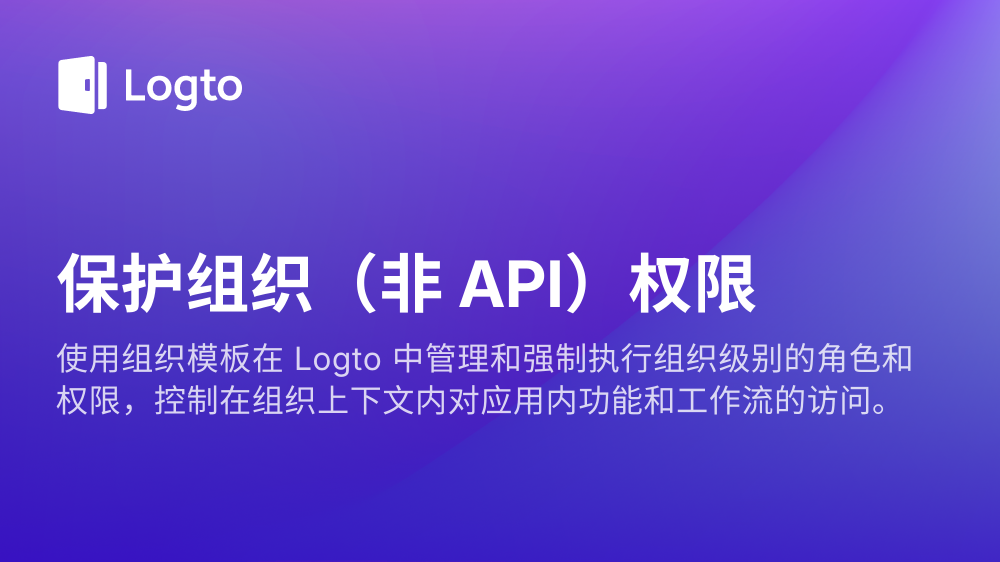 Logto
保护组织（非 API）权限
使用组织模板在 Logto 中管理和强制执行组织级别的角色和
权限，控制在组织上下文内对应用内功能和工作流的访问。